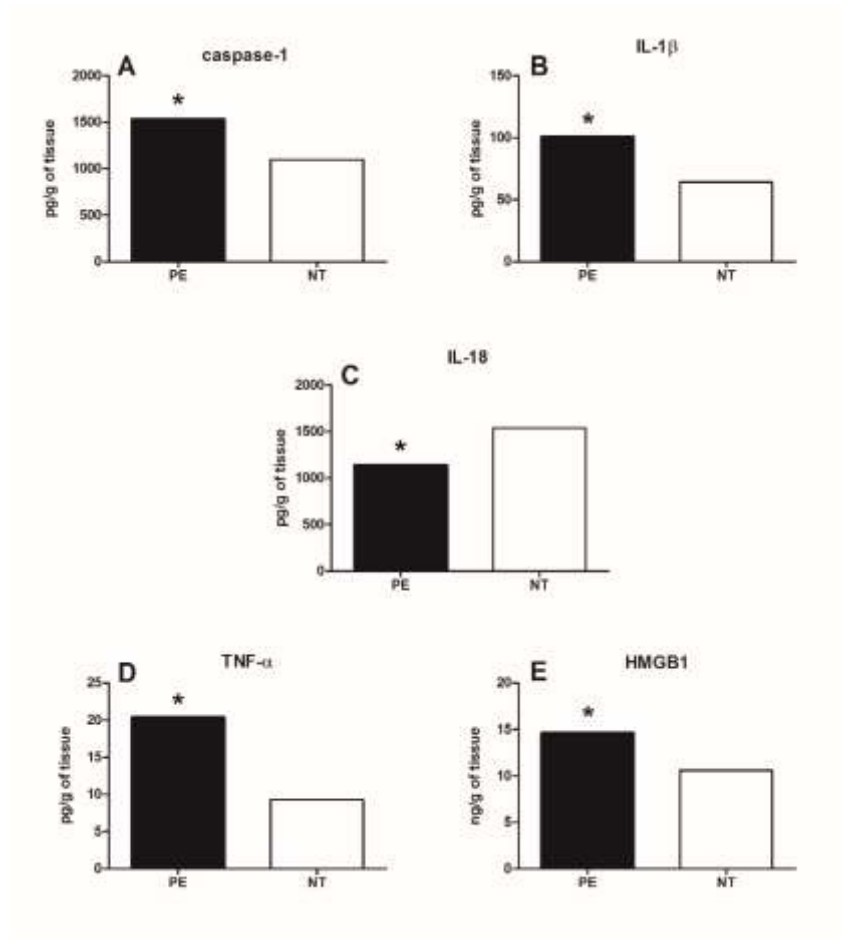 A
caspase-1
2000
1500
1000
500
0
pg/g of tissue
*
PE
NT
B
IL-1β
150
100
50
0
pg/g of tissue
*
PE
NT
C
IL-18
2000
1500
1000
500
0
pg/g of tissue
*
PE
NT
D
TNF-α
25
20
15
10
5
0
pg/g of tissue
*
PE
NT
E
HMGB1
20
15
10
5
0
ng/g of tissue
*
PE
NT